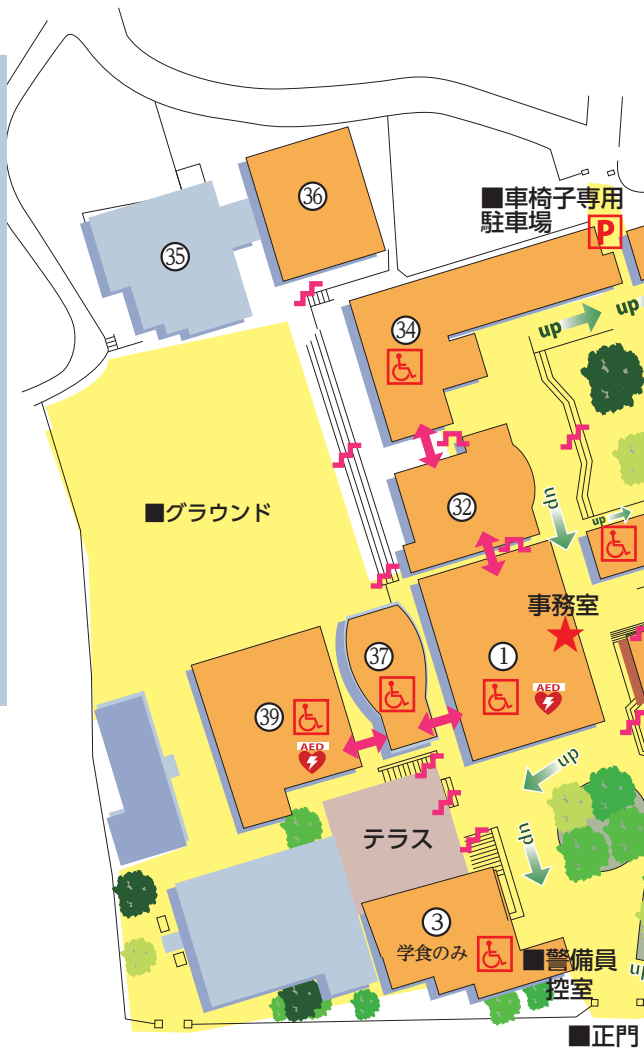 ㊱
㉟
■車椅子専用
駐車場
P
㉞
up
up
㉜
up
up
■グラウンド
事務室
㊲
①
AED
㊴
AED
up
テラス
up
③
学食のみ
■警備員
控室
up
■正門